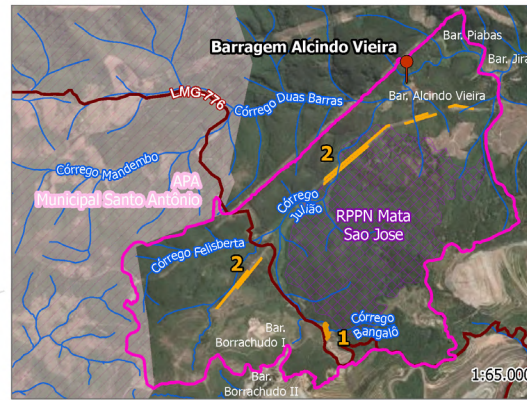 Barragem Alcindo Vieira
Bar. Piabas
Bar. Jira
LMG-776
Córrego Duas Barras
Bar. Alcindo Vieira
Córrego Mandembo
2
APA
Municipal Santo Antônio
Córrego
Julião
RPPN Mata
Sao Jose
Córrego Felisberta
2
Bar.
Borrachudo I
1
Córrego
Bangalô
Bar.
Borrachudo II
1:65.000